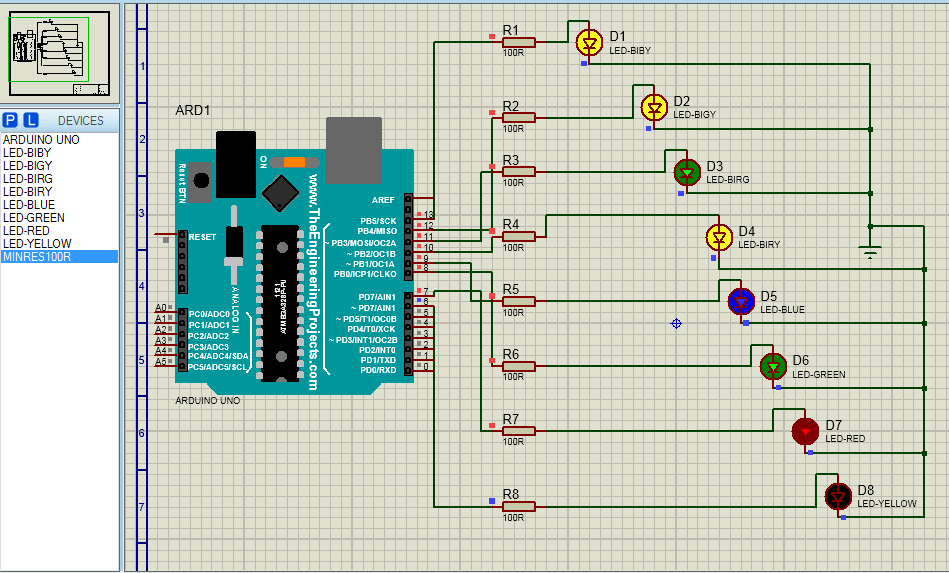 P L DEVICES
ARDUINO UNO
LED-BIBY
LED-BIGY
LED-BIRG
LED-BIRY
LED-BLUE
LED-GREEN
LED-RED
LED-YELLOW
MINRES100R
1
2
3
4
5
6
7
ARD1
ARDUINO UNO
Reset BTN
ON
www.TheEngineeringProjects.com
ANALOG IN
1121
ATMEGA328P-PU
RESET
A0 PC0/ADC0
A1 PC1/ADC1
A2 PC2/ADC2
A3 PC3/ADC3
A4 PC4/ADC4/SDA
A5 PC5/ADC5/SCL
AREF
PB5/SCK 13
PB4/MISO 12
~ PB3/MOSI/OC2A 11
~ PB2/OC1B 10
~ PB1/OC1A 9
PB0/ICP1/CLKO 8
PD7/AIN1 7
~ PD7/AIN1 6
~ PD5/T1/OC0B 5
PD4/T0/XCK 4
~ PD3/INT1/OC2B 3
PD2/INT0 2
PD1/TXD 1
PD0/RXD 0
R1
100R
D1
LED-BIBY
R2
100R
D2
LED-BIGY
R3
100R
D3
LED-BIRG
R4
100R
D4
LED-BIRY
R5
100R
D5
LED-BLUE
R6
100R
D6
LED-GREEN
R7
100R
D7
LED-RED
R8
100R
D8
LED-YELLOW